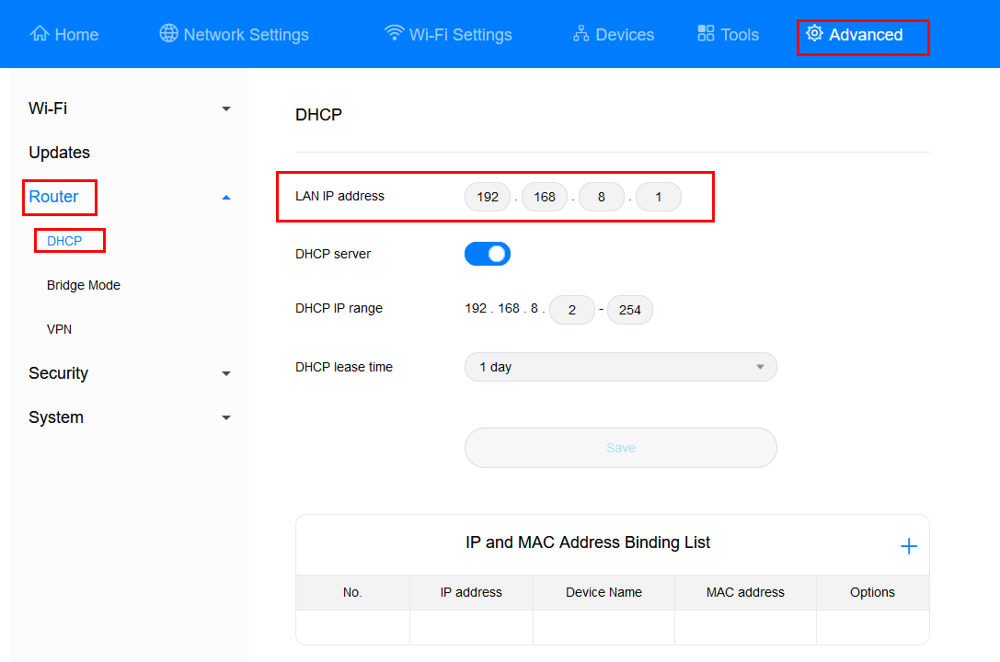 Home Network Settings Wi-Fi Settings Devices Tools Advanced
Wi-Fi
Updates
Router
DHCP
Bridge Mode
VPN
Security
System
DHCP
LAN IP address 192 . 168 . 8 . 1
DHCP server
DHCP IP range 192 . 168 . 8 . 2 - 254
DHCP lease time 1 day
Save
IP and MAC Address Binding List +
No. IP address Device Name MAC address Options